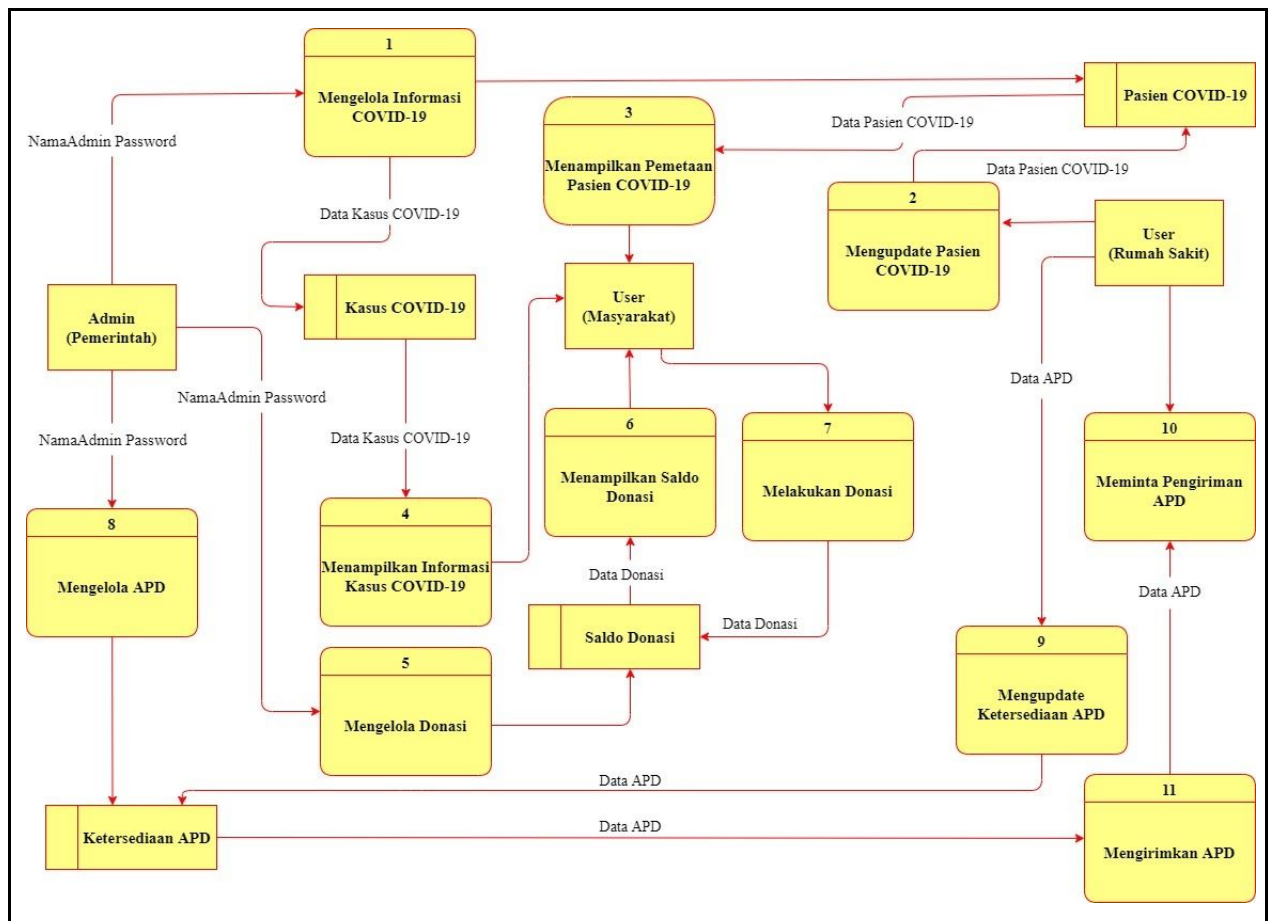 1
Mengelola Informasi
COVID-19
Pasien COVID-19
3
Menampilkan Pemetaan
Pasien COVID-19
Data Pasien COVID-19
NamaAdmin Password
Data Pasien COVID-19
2
Mengupdate Pasien
COVID-19
User
(Rumah Sakit)
Data Kasus COVID-19
Kasus COVID-19
User
(Masyarakat)
Admin
(Pemerintah)
NamaAdmin Password
Data APD
NamaAdmin Password
Data Kasus COVID-19
6
Menampilkan Saldo
Donasi
7
Melakukan Donasi
10
Meminta Pengiriman
APD
8
Mengelola APD
4
Menampilkan Informasi
Kasus COVID-19
Data Donasi
Data APD
Saldo Donasi
Data Donasi
9
Mengupdate
Ketersediaan APD
5
Mengelola Donasi
Data APD
Ketersediaan APD
Data APD
11
Mengirimkan APD